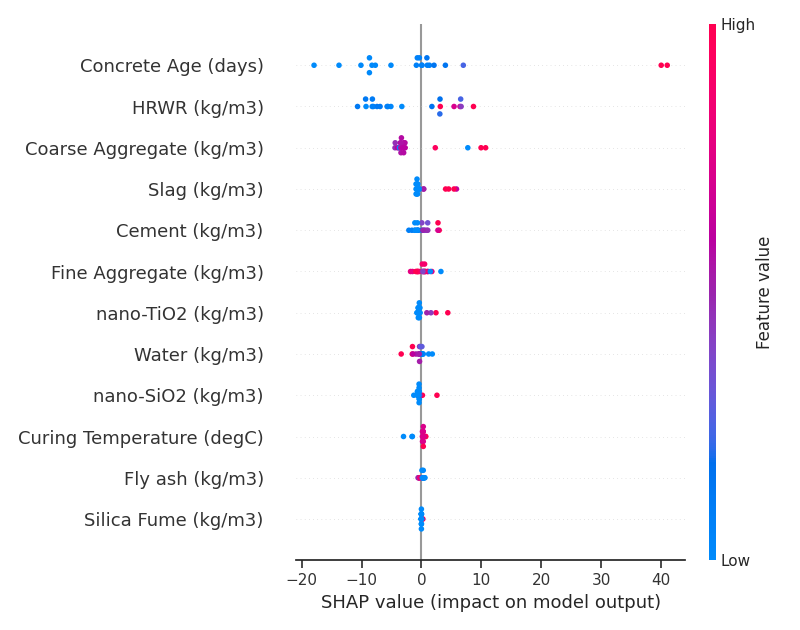 High
Concrete Age (days)
HRWR (kg/m3)
Coarse Aggregate (kg/m3)
Slag (kg/m3)
Cement (kg/m3)
Fine Aggregate (kg/m3)
nano-TiO2 (kg/m3)
Water (kg/m3)
nano-SiO2 (kg/m3)
Curing Temperature (degC)
Fly ash (kg/m3)
Silica Fume (kg/m3)
Feature value
Low
−20 −10 0 10 20 30 40
SHAP value (impact on model output)